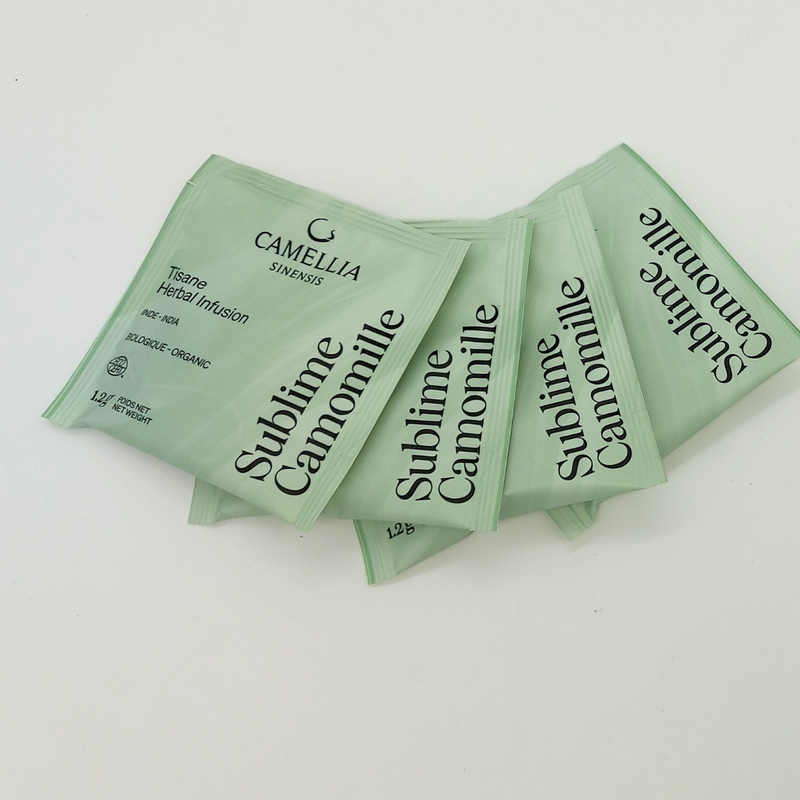 CAMELLIA
SINENSIS
Tisane
Herbal Infusion
INDE - INDIA
BIOLOGIQUE - ORGANIC
1.2g POIDS NET
NET WEIGHT
Sublime
Camomille
Sublime
Camomille
1.2g
Sublime
Camomille
Sublime
Camomille